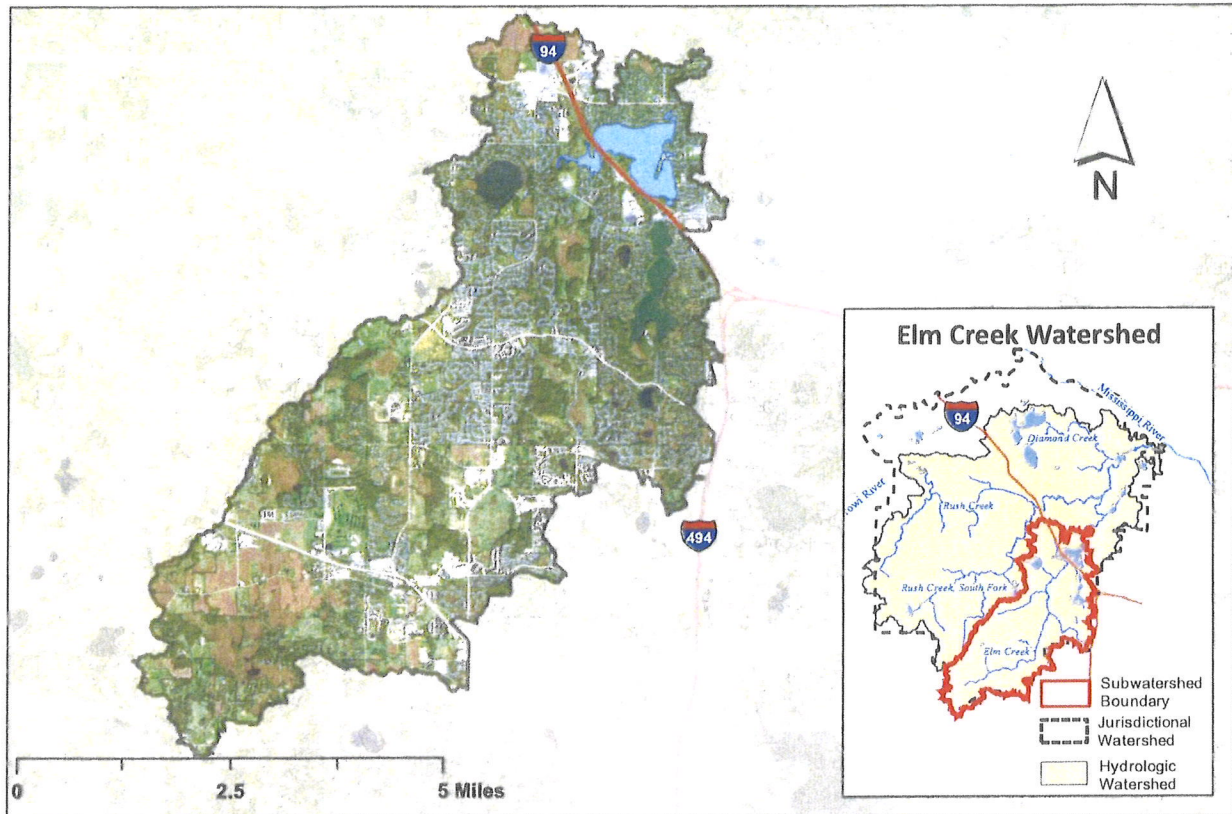 94
N
494
0 2.5 5 Miles
Elm Creek Watershed
94
Mississippi River
Diamond Creek
Rush Creek
Rush Creek, South Fork
Elm Creek
Subwatershed
Boundary
Jurisdictional
Watershed
Hydrologic
Watershed